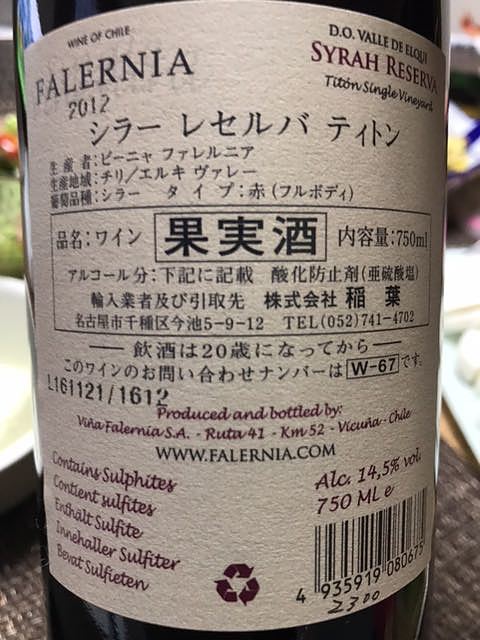 WINE OF CHILE
FALERNIA
2012
D.O. VALLE DE ELQUI
SYRAH RESERVA
Titón Single Vineyard
シラー レセルバ ティトン
生産者:ビーニャ ファレルニア
生産地域:チリ/エルキ ヴァレー
葡萄品種:シラー タイプ:赤(フルボディ)
品名:ワイン 果実酒 内容量:750ml
アルコール分:下記に記載 酸化防止剤(亜硫酸塩)
輸入業者及び引取先 株式会社 稲葉
名古屋市千種区今池5-9-12 TEL(052)741-4702
飲酒は20歳になってから
このワインのお問い合わせナンバーは W-67 です。
L161121/1612
Produced and bottled by:
Viña Falernia S.A. - Ruta 41 - Km 52 - Vicuña - Chile
WWW.FALERNIA.COM
Contains Sulphites
Contient sulfites
Enthält Sulfite
Innehaller Sulfiter
Bevat Sulfieten
Alc. 14,5% vol.
750 ML e
4 935919 080675
2300